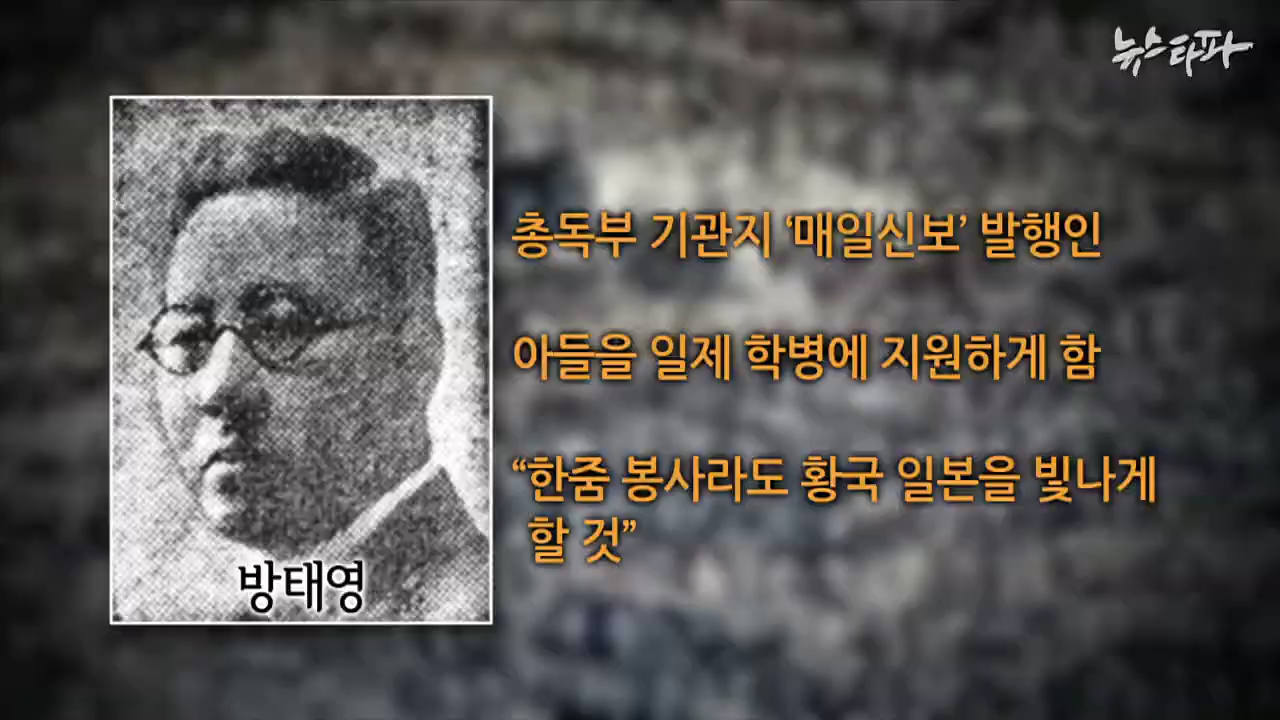 뉴스타파
총독부 기관지 ‘매일신보’ 발행인
아들을 일제 학병에 지원하게 함
“한줌 봉사라도 황국 일본을 빛나게
할 것”
방태영